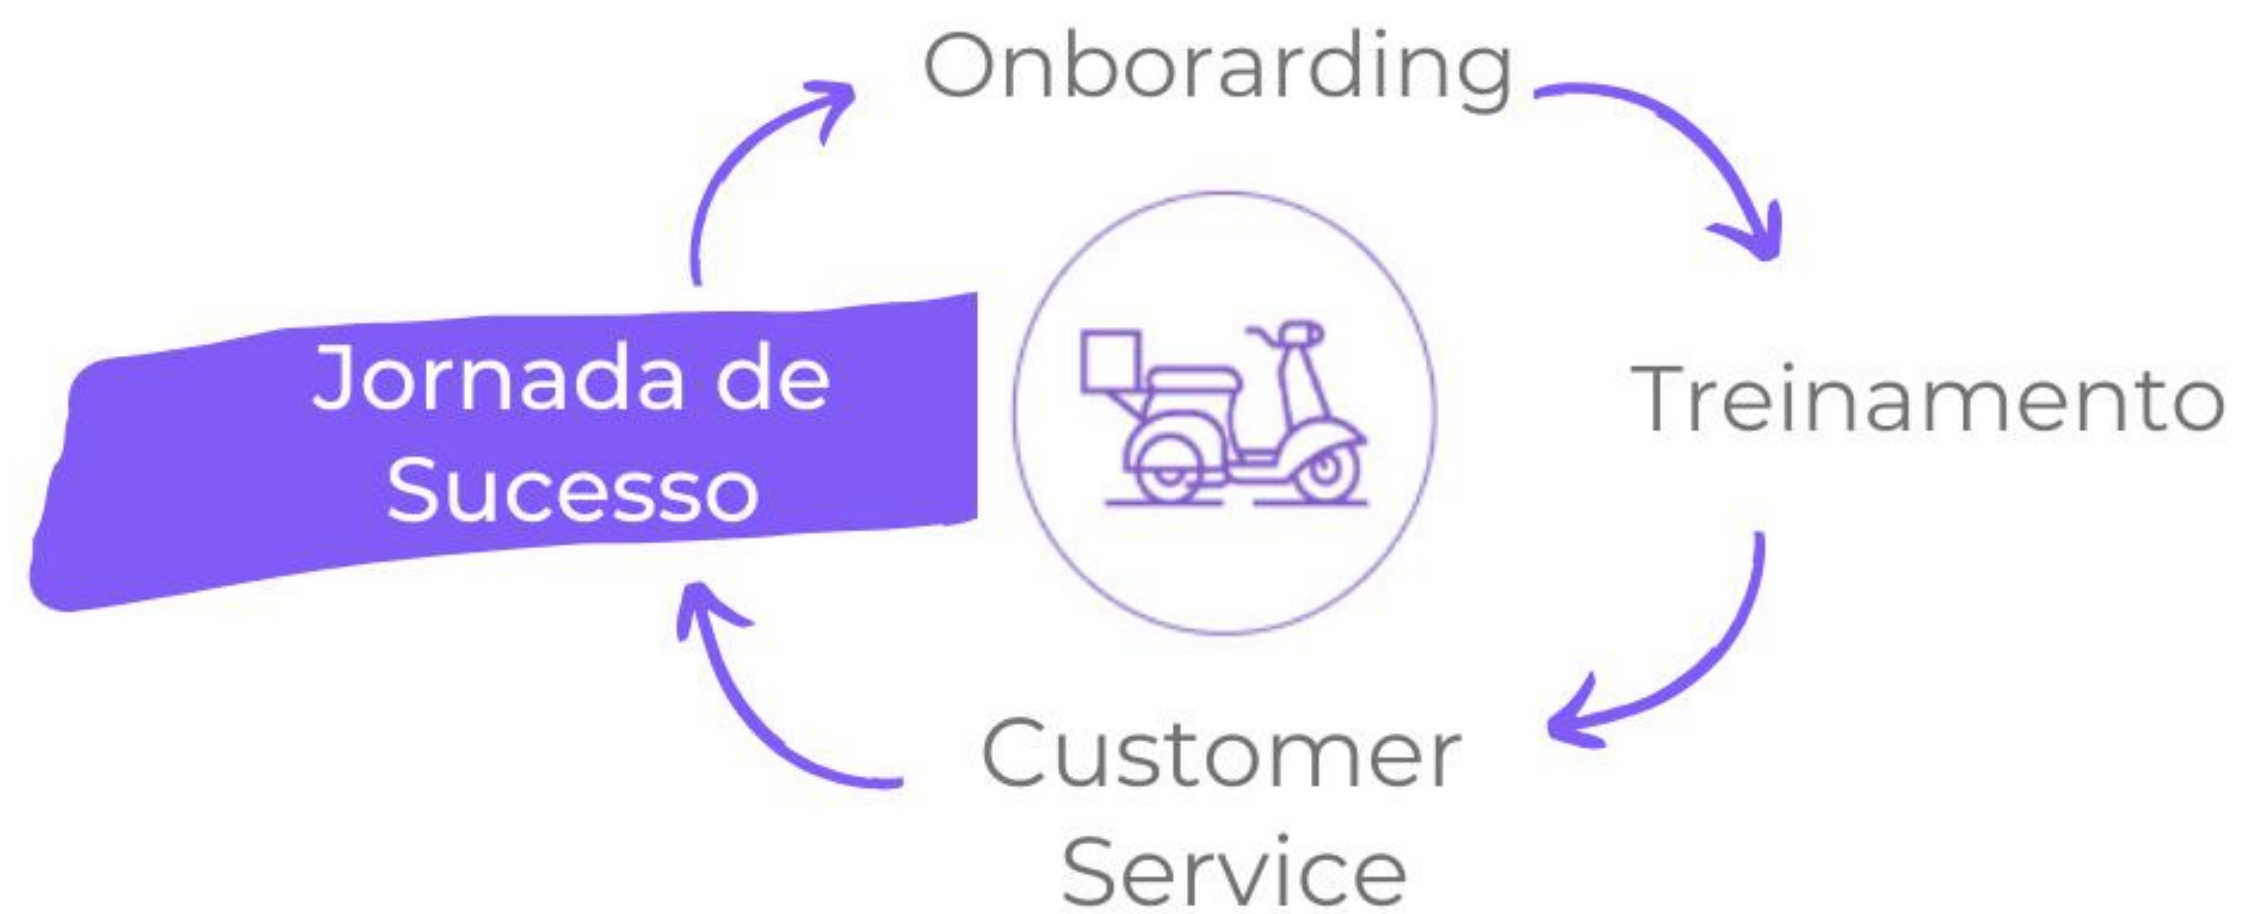 Onborarding
Jornada de
Sucesso
Treinamento
Customer
Service